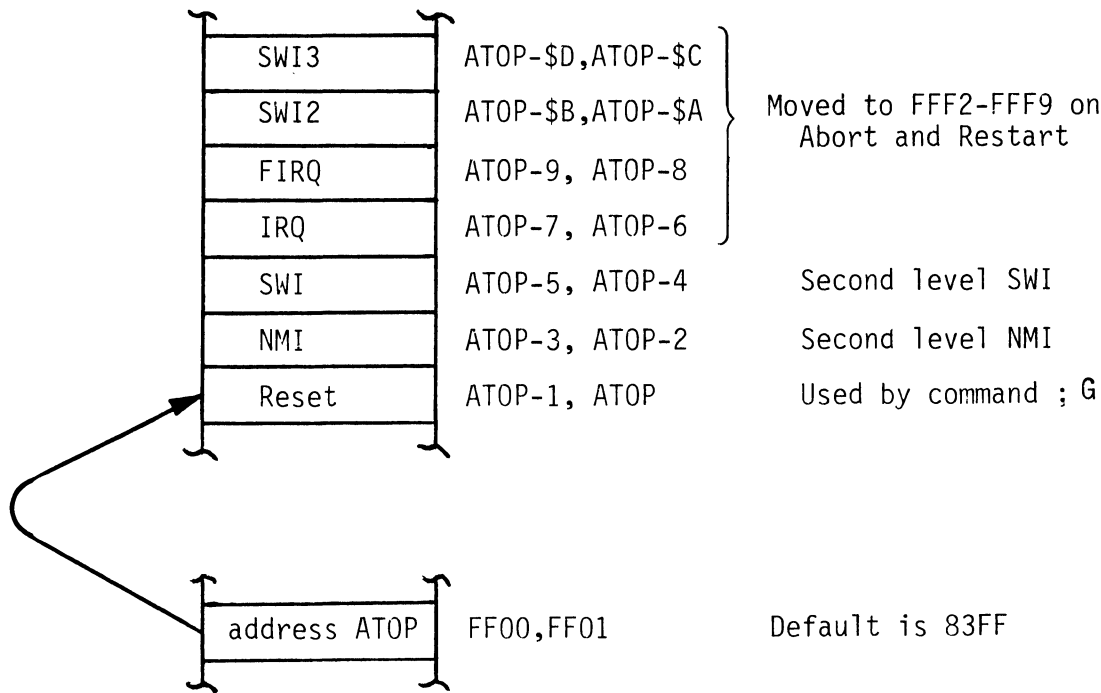 SWI3 ATOP-$D,ATOP-$C
SWI2 ATOP-$B,ATOP-$A
Moved to FFF2-FFF9 on
Abort and Restart
FIRQ ATOP-9, ATOP-8
IRQ ATOP-7, ATOP-6
SWI ATOP-5, ATOP-4 Second level SWI
NMI ATOP-3, ATOP-2 Second level NMI
Reset ATOP-1, ATOP Used by command ; G
address ATOP FF00,FF01 Default is 83FF